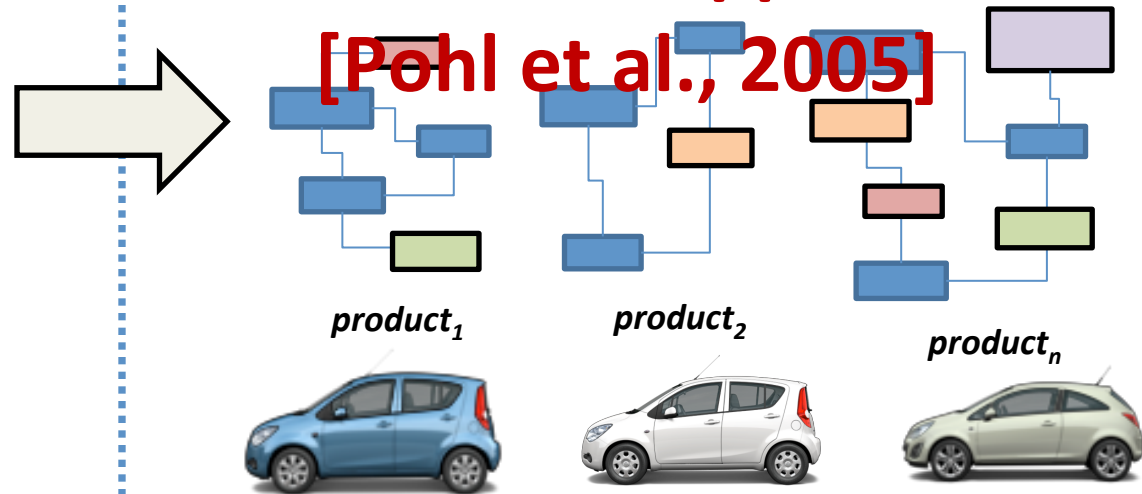 [Pohl et al., 2005]
product₁
product₂
productₙ